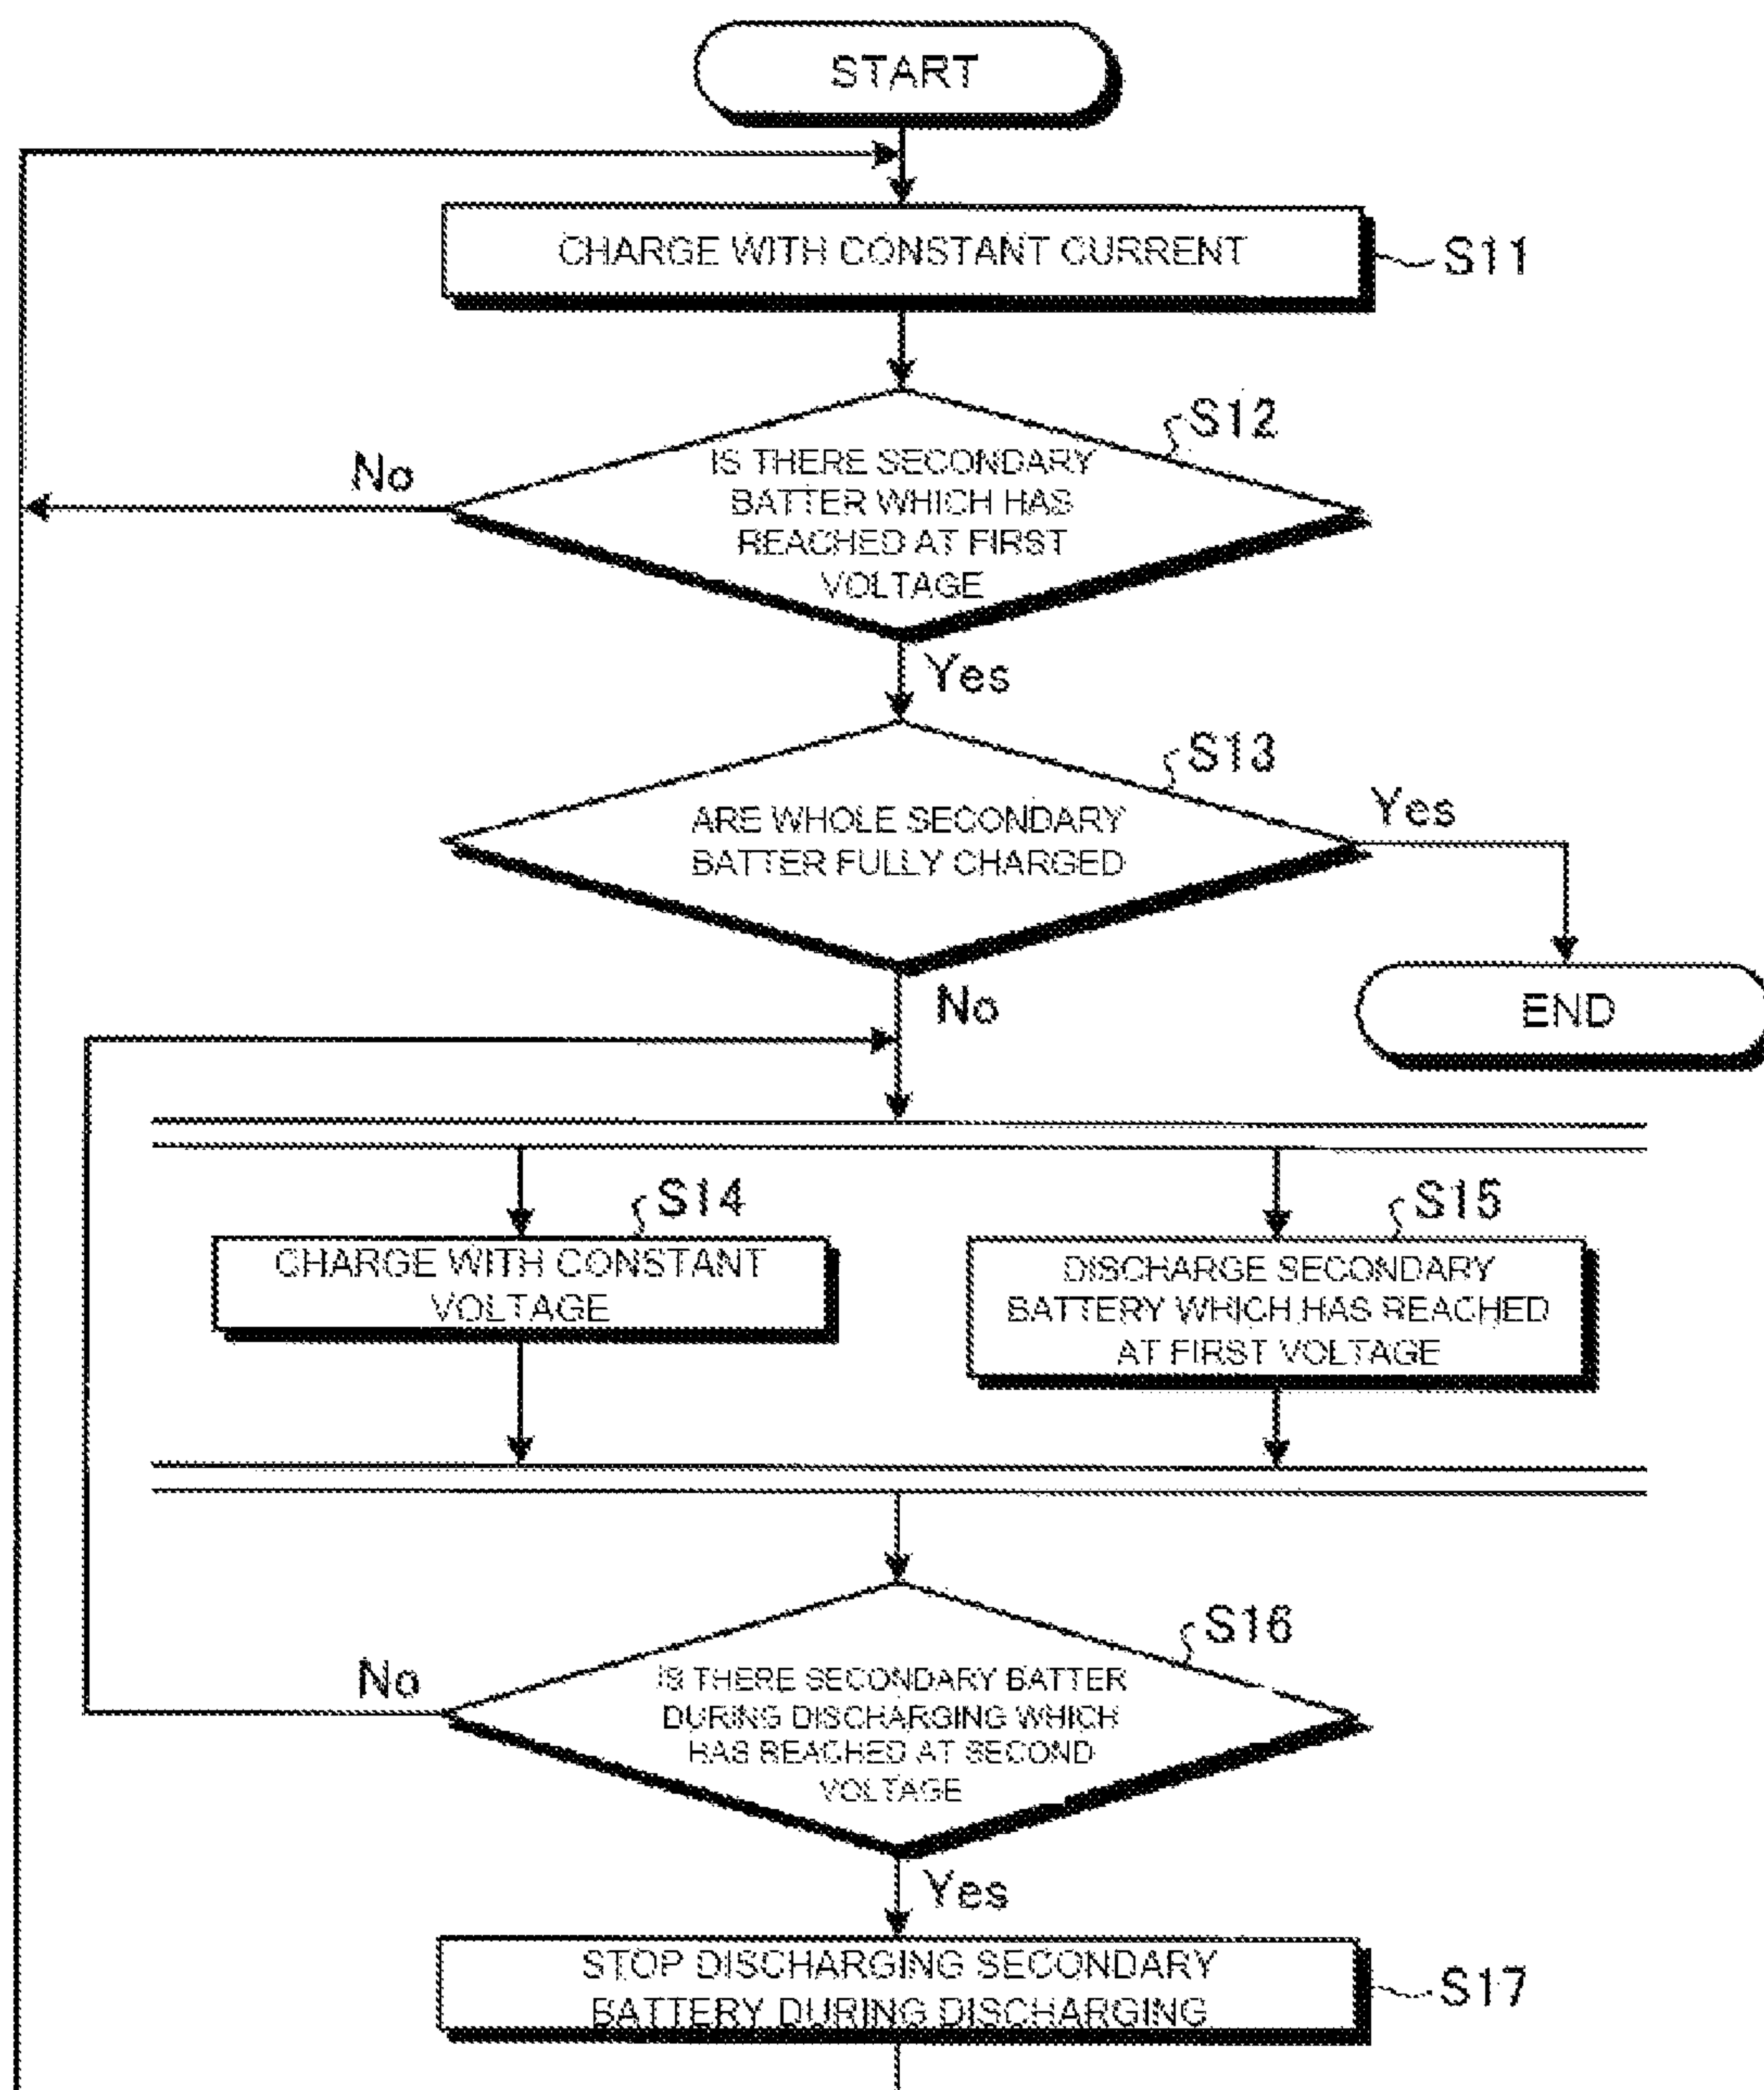 START
CHARGE WITH CONSTANT CURRENT
S11
S12
IS THERE SECONDARY
BATTER WHICH HAS
REACHED AT FIRST
VOLTAGE
No
Yes
S13
ARE WHOLE SECONDARY
BATTER FULLY CHARGED
Yes
No
END
S14
CHARGE WITH CONSTANT
VOLTAGE
S15
DISCHARGE SECONDARY
BATTERY WHICH HAS REACHED
AT FIRST VOLTAGE
S16
IS THERE SECONDARY BATTER
DURING DISCHARGING WHICH
HAS REACHED AT SECOND
VOLTAGE
No
Yes
STOP DISCHARGING SECONDARY
BATTERY DURING DISCHARGING
S17